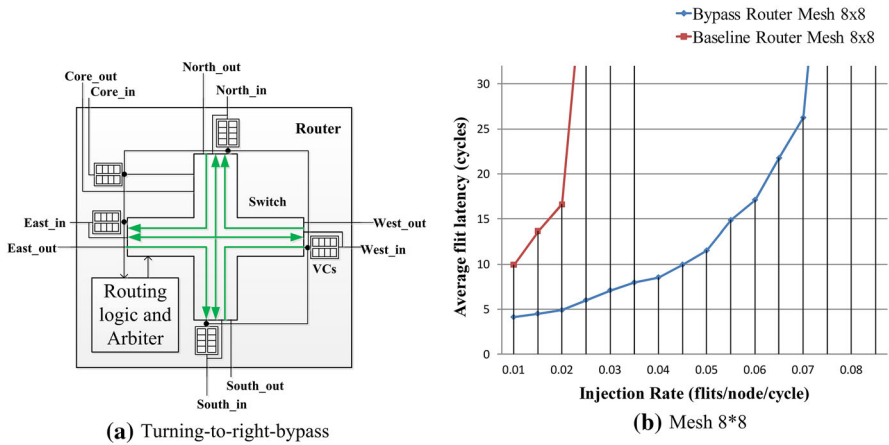 Core_out
North_out
Core_in
North_in
Router
Switch
East_in
West_out
East_out
West_in
VCs
Routing
logic and
Arbiter
South_out
South_in
(a) Turning-to-right-bypass
Bypass Router Mesh 8x8
Baseline Router Mesh 8x8
Average flit latency (cycles)
30
25
20
15
10
5
0
0.01 0.02 0.03 0.04 0.05 0.06 0.07 0.08
Injection Rate (flits/node/cycle)
(b) Mesh 8*8